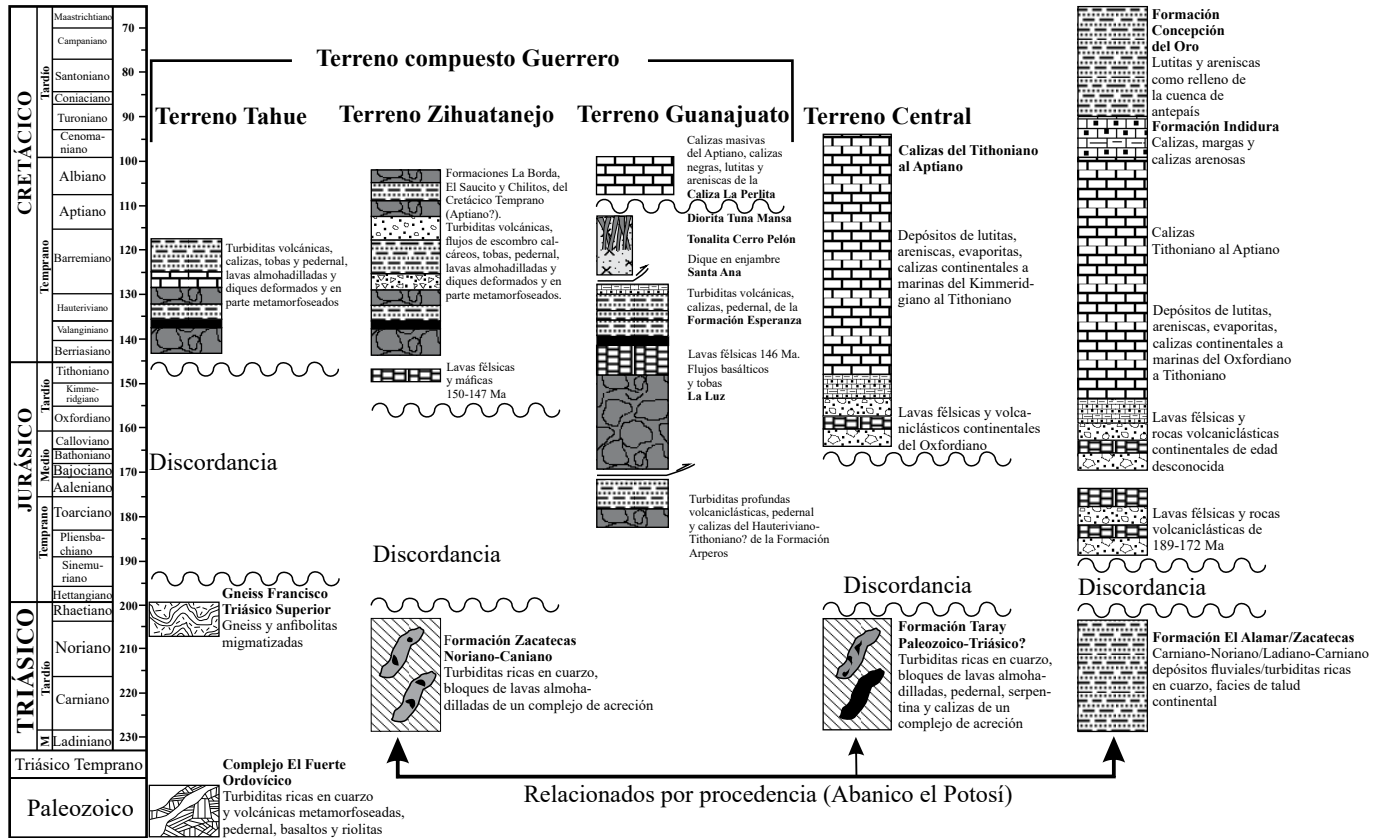 CRETÁCICO
Tardío
Temprano
Maastrichtiano
Campaniano
Santoniano
Coniaciano
Turoniano
Cenoma-
niano
Albiano
Aptiano
Barremiano
Hauteriviano
Valanginiano
Berriasiano
JURÁSICO
Tardío
Medio
Temprano
Tithoniano
Kimme-
ridgiano
Oxfordiano
Calloviano
Bathoniano
Bajociano
Aaleniano
Toarciano
Pliensba-
chiano
Sinemu-
riano
Hettangiano
TRIÁSICO
Tardío
M
Rhaetiano
Noriano
Carniano
Ladiniano
Triásico Temprano
Paleozoico
70
80
90
100
110
120
130
140
150
160
170
180
190
200
210
220
230
Terreno compuesto Guerrero
Terreno Tahue
Turbiditas volcánicas,
calizas, tobas y pedernal,
lavas almohadilladas y
diques deformados y en
parte metamorfoseados
Discordancia
Gneiss Francisco
Triásico Superior
Gneiss y anfibolitas
migmatizadas
Complejo El Fuerte
Ordovícico
Turbiditas ricas en cuarzo
y volcánicas metamorfoseadas,
pedernal, basaltos y riolitas
Terreno Zihuatanejo
Formaciones La Borda,
El Saucito y Chilitos, del
Cretácico Temprano
(Aptiano?).
Turbiditas volcánicas,
flujos de escombro cal-
cáreos, tobas, pedernal,
lavas almohadilladas y
diques deformados y en
parte metamorfoseados.
Lavas félsicas
y máficas
150-147 Ma
Discordancia
Formación Zacatecas
Noriano-Caniano
Turbiditas ricas en cuarzo,
bloques de lavas almoha-
dilladas de un complejo de acreción
Terreno Guanajuato
Calizas masivas
del Aptiano, calizas
negras, lutitas y
areniscas de la
Caliza La Perlita
Diorita Tuna Mansa
Tonalita Cerro Pelón
Dique en enjambre
Santa Ana
Turbiditas volcánicas,
calizas, pedernal, de la
Formación Esperanza
Lavas félsicas 146 Ma.
Flujos basálticos
y tobas
La Luz
Turbiditas profundas
volcaniclásticas, pedernal
y calizas del Hauteriviano-
Tithoniano? de la Formación
Arperos
Terreno Central
Calizas del Tithoniano
al Aptiano
Depósitos de lutitas,
areniscas, evaporitas,
calizas continentales a
marinas del Kimmerid-
giano al Tithoniano
Lavas félsicas y volca-
niclásticos continentales
del Oxfordiano
Discordancia
Formación Taray
Paleozoico-Triásico?
Turbiditas ricas en cuarzo,
bloques de lavas almoha-
dilladas, pedernal, serpen-
tina y calizas de
un complejo de acreción
Formación
Concepción
del Oro
Lutitas y areniscas
como relleno de
la cuenca de
antepaís
Formación Indidura
Calizas, margas y
calizas arenosas
Calizas
Tithoniano al Aptiano
Depósitos de lutitas,
areniscas, evaporitas,
calizas continentales a
marinas del Oxfordiano
a Tithoniano
Lavas félsicas y
rocas volcaniclásticas
continentales de edad
desconocida
Lavas félsicas y rocas
volcaniclásticas de
189-172 Ma
Discordancia
Formación El Alamar/Zacatecas
Carniano-Noriano/Ladiano-Carniano
depósitos fluviales/turbiditas ricas
en cuarzo, facies de talud
continental
Relacionados por procedencia (Abanico el Potosí)